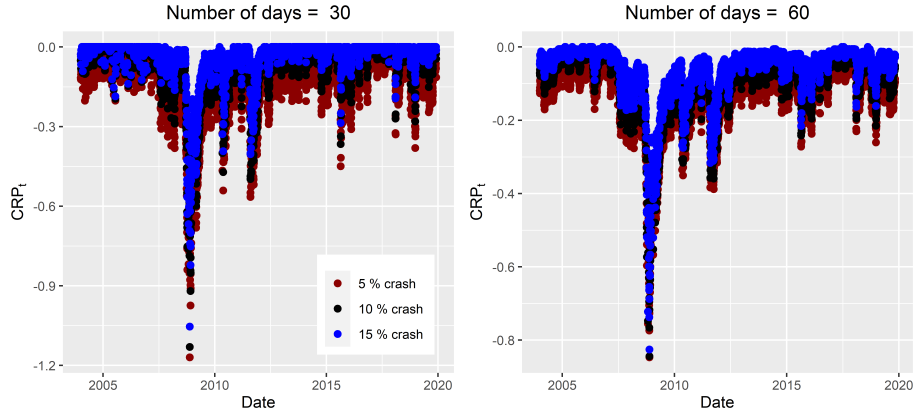 Number of days = 30
0.0
-0.3
-0.6
-0.9
-1.2
CRPt
2005
2010
2015
2020
Date
5 % crash
10 % crash
15 % crash
Number of days = 60
0.0
-0.2
-0.4
-0.6
-0.8
CRPt
2005
2010
2015
2020
Date